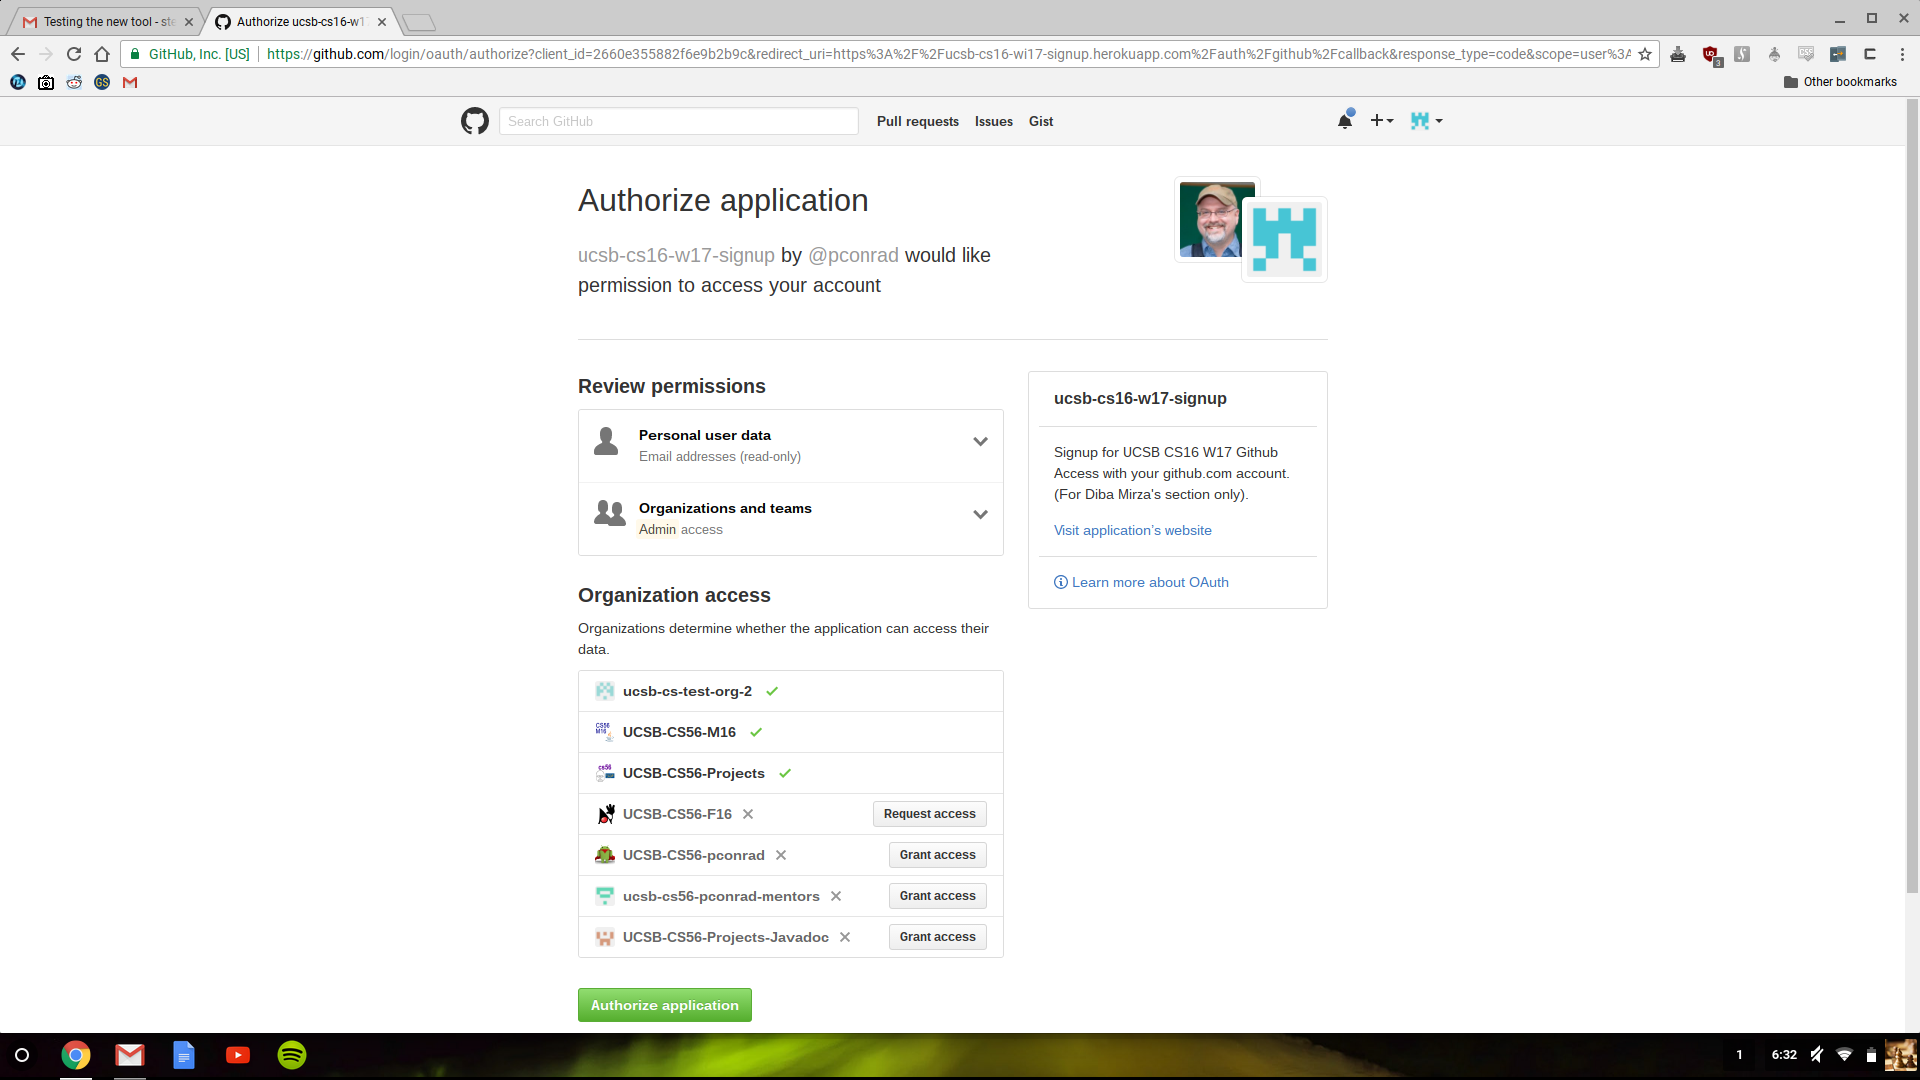 Testing the new tool - ste
Authorize ucsb-cs16-w17
GitHub, Inc. [US]
https://github.com/login/oauth/authorize?client_id=2660e355882f6e9b2b9c&redirect_uri=https%3A%2F%2Fucsb-cs16-wi17-signup.herokuapp.com%2Fauth%2Fgithub%2Fcallback&response_type=code&scope=user%3A
3
GS
Other bookmarks
Search GitHub
Pull requests
Issues
Gist
Authorize application
ucsb-cs16-w17-signup by @pconrad would like
permission to access your account
Review permissions
Personal user data
Email addresses (read-only)
Organizations and teams
Admin access
ucsb-cs16-w17-signup
Signup for UCSB CS16 W17 Github
Access with your github.com account.
(For Diba Mirza's section only).
Visit application's website
Learn more about OAuth
Organization access
Organizations determine whether the application can access their
data.
ucsb-cs-test-org-2
CS56
M16
UCSB-CS56-M16
cs56
UCSB-CS56-Projects
UCSB-CS56-F16
Request access
UCSB-CS56-pconrad
Grant access
ucsb-cs56-pconrad-mentors
Grant access
UCSB-CS56-Projects-Javadoc
Grant access
Authorize application
1
6:32